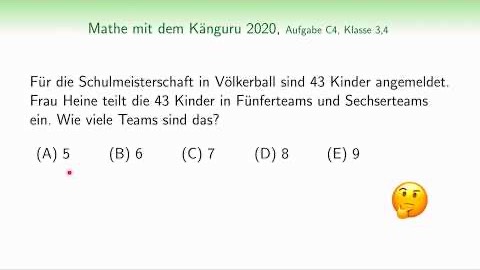 Mathe mit dem Känguru 2020, Aufgabe C4, Klasse 3,4
Für die Schulmeisterschaft in Völkerball sind 43 Kinder angemeldet.
Frau Heine teilt die 43 Kinder in Fünferteams und Sechserteams
ein. Wie viele Teams sind das?
(A) 5 (B) 6 (C) 7 (D) 8 (E) 9